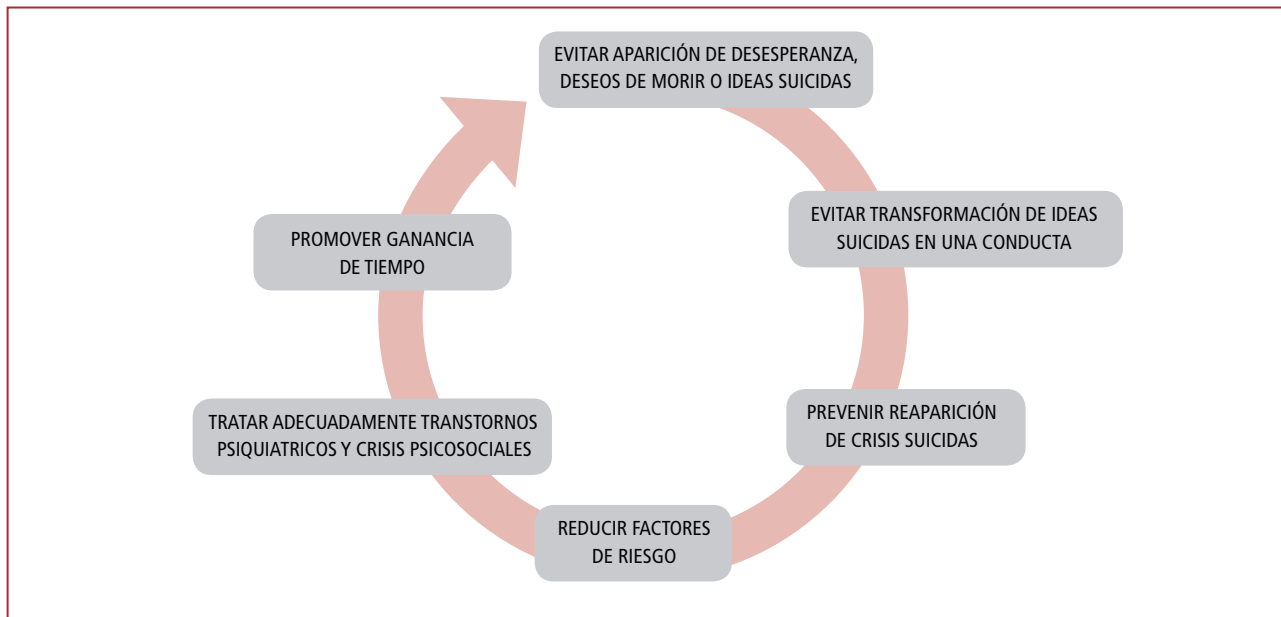 EVITAR APARICIÓN DE DESESPERANZA,
DESEOS DE MORIR O IDEAS SUICIDAS
EVITAR TRANSFORMACIÓN DE IDEAS
SUICIDAS EN UNA CONDUCTA
PREVENIR REAPARICIÓN
DE CRISIS SUICIDAS
REDUCIR FACTORES
DE RIESGO
TRATAR ADECUADAMENTE TRANSTORNOS
PSIQUIATRICOS Y CRISIS PSICOSOCIALES
PROMOVER GANANCIA
DE TIEMPO